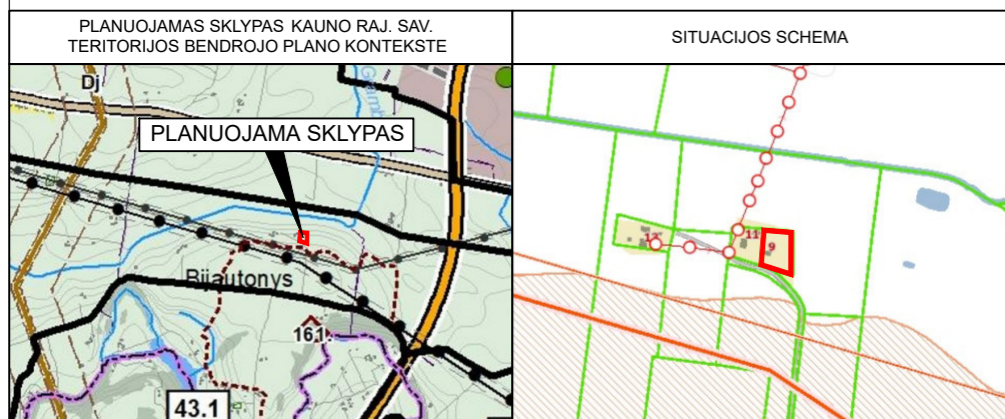 PLANUOJAMAS SKLYPAS KAUNO RAJ. SAV.
TERITORIJOS BENDROJO PLANO KONTEKSTE
SITUACIJOS SCHEMA
Dj
PLANUOJAMA SKLYPAS
Bijautonys
161.
43.1
11
9